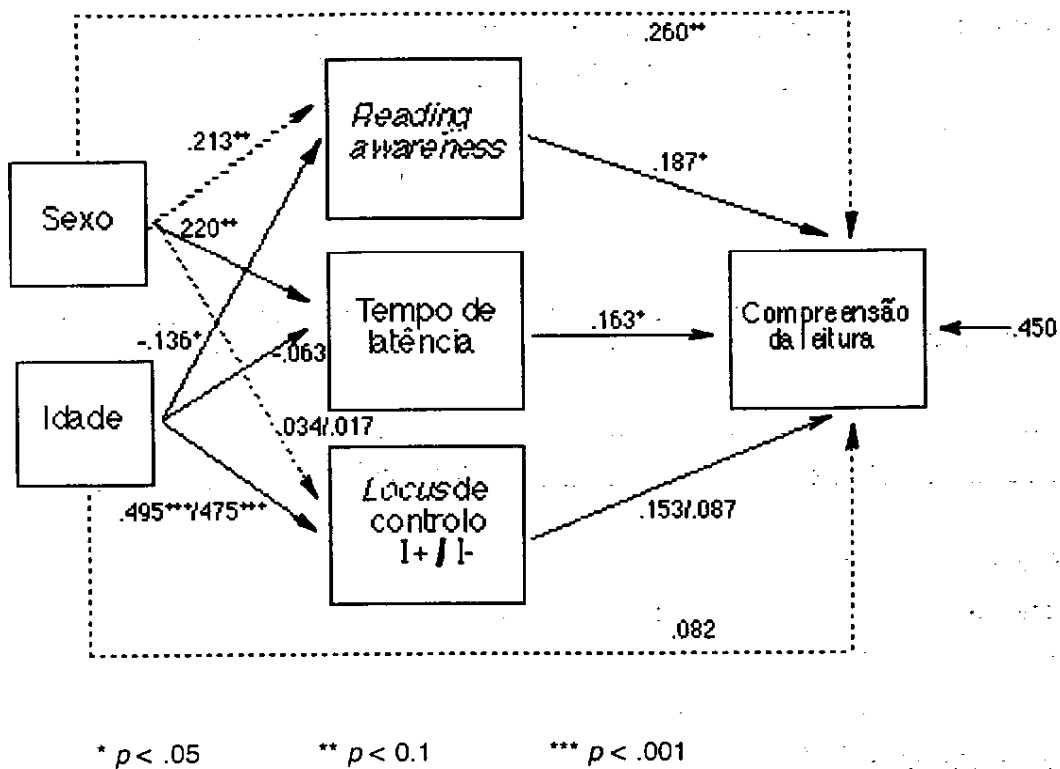 .260**
Reading
awareness
.213**
.187*
Sexo
.220**
Tempo de
latência
.163*
Compreensão
da leitura
.450
-.136*
-.063
Idade
.034/.017
Locus de
controlo
I+ / I-
.495***/475***
.153/.087
.082
* p < .05 ** p < 0.1 *** p < .001